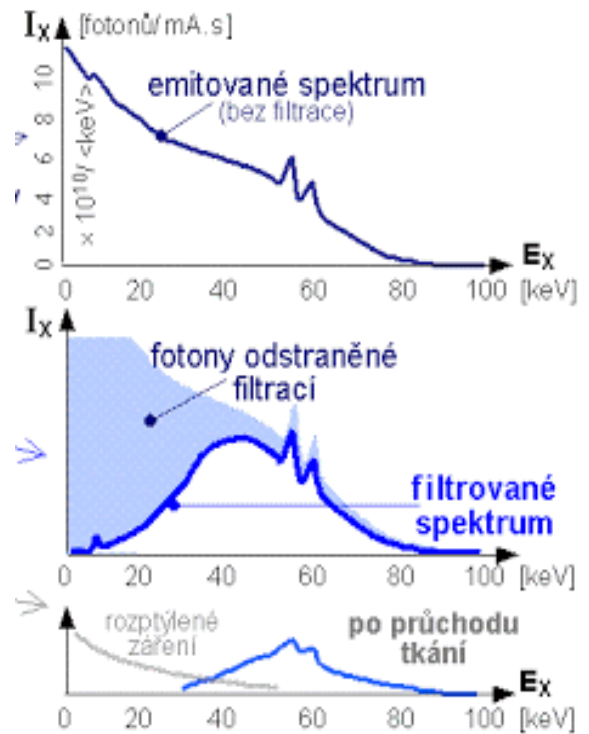 Ix [fotonů/mA.s]
emitované spektrum
(bez filtrace)
× 10¹⁰/ <keV>
10
8
6
4
2
0
Ex
0 20 40 60 80 100 [keV]
Ix
fotony odstraněné
filtrací
filtrované
spektrum
Ex
0 20 40 60 80 100 [keV]
rozptýlené
záření
po průchodu
tkání
Ex
0 20 40 60 80 100 [keV]